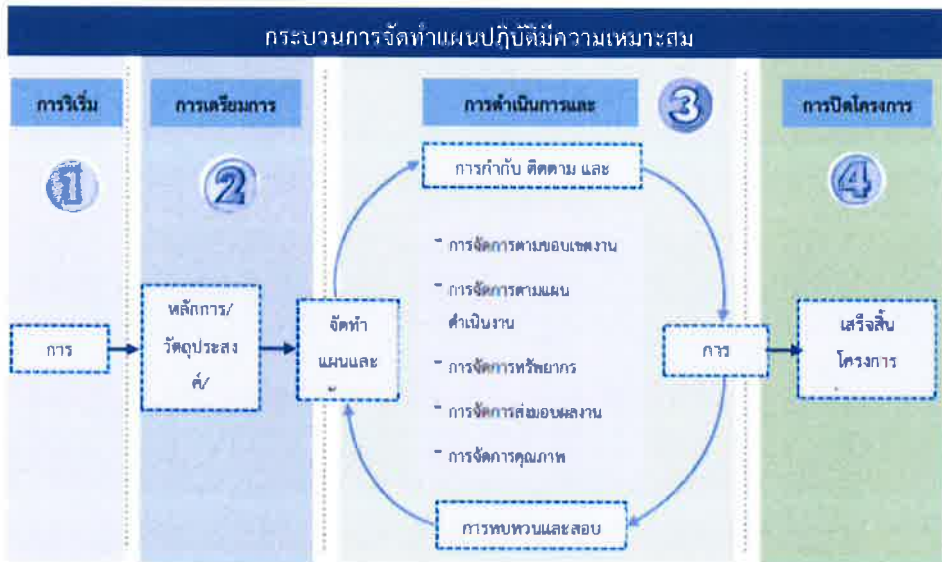 กระบวนการจัดทำแผนปฏิบัติมีความเหมาะสม
การริเริ่ม
การเตรียมการ
การดำเนินการและ
3
การปิดโครงการ
1
2
4
การกำกับ ติดตาม และ
- การจัดการตามขอบเขตงาน
- การจัดการตามแผน
ดำเนินงาน
- การจัดการทรัพยากร
- การจัดการส่งมอบผลงาน
- การจัดการคุณภาพ
การ
หลักการ/
วัตถุประสง
ค์/
จัดทำ
แผนและ
การ
เสร็จสิ้น
โครงการ
การทบทวนและสอบ